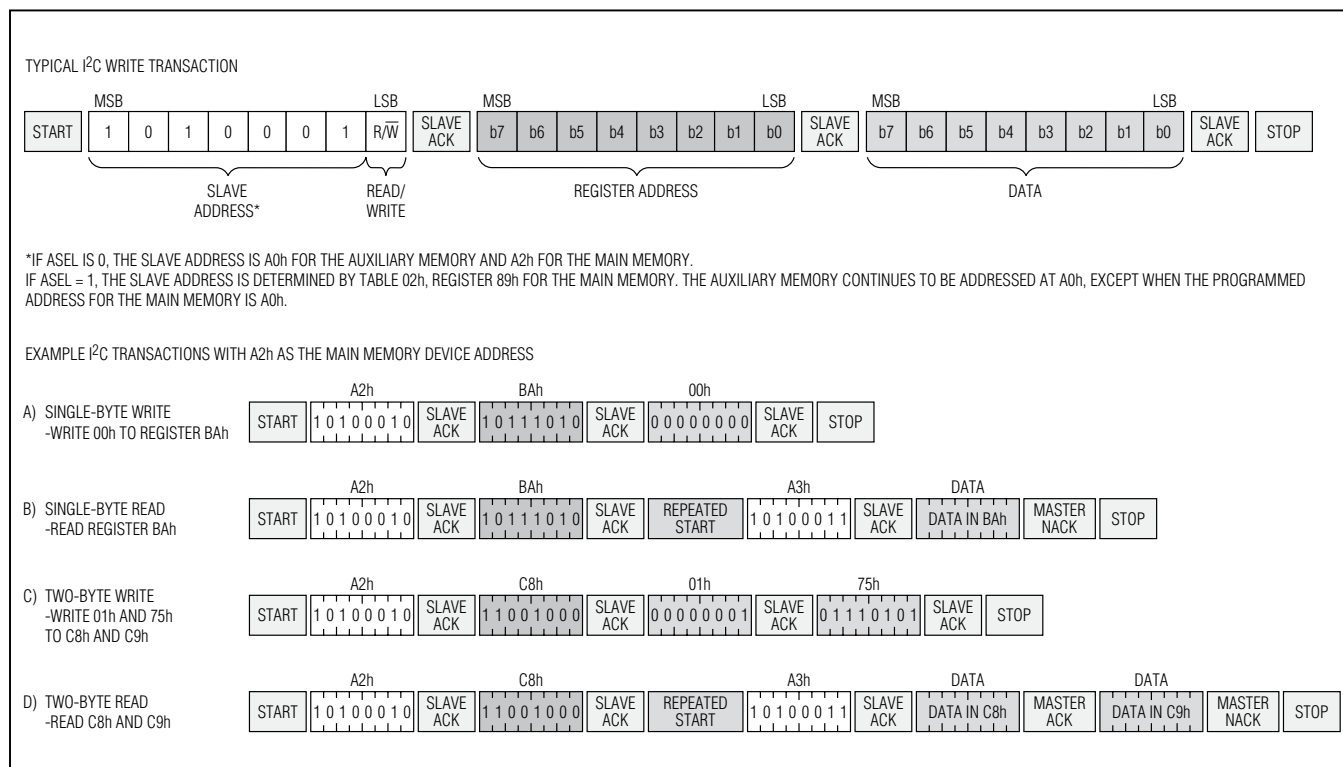 TYPICAL I2C WRITE TRANSACTION
MSB LSB MSB LSB MSB LSB
START 1 0 1 0 0 0 1 R/W̅ SLAVE ACK b7 b6 b5 b4 b3 b2 b1 b0 SLAVE ACK b7 b6 b5 b4 b3 b2 b1 b0 SLAVE ACK STOP
SLAVE ADDRESS* READ/WRITE REGISTER ADDRESS DATA
*IF ASEL IS 0, THE SLAVE ADDRESS IS A0h FOR THE AUXILIARY MEMORY AND A2h FOR THE MAIN MEMORY.
IF ASEL = 1, THE SLAVE ADDRESS IS DETERMINED BY TABLE 02h, REGISTER 89h FOR THE MAIN MEMORY. THE AUXILIARY MEMORY CONTINUES TO BE ADDRESSED AT A0h, EXCEPT WHEN THE PROGRAMMED
ADDRESS FOR THE MAIN MEMORY IS A0h.
EXAMPLE I2C TRANSACTIONS WITH A2h AS THE MAIN MEMORY DEVICE ADDRESS
A2h BAh 00h
A) SINGLE-BYTE WRITE
-WRITE 00h TO REGISTER BAh
START 1 0 1 0 0 0 1 0 SLAVE ACK 1 0 1 1 1 0 1 0 SLAVE ACK 0 0 0 0 0 0 0 0 SLAVE ACK STOP
A2h BAh A3h DATA
B) SINGLE-BYTE READ
-READ REGISTER BAh
START 1 0 1 0 0 0 1 0 SLAVE ACK 1 0 1 1 1 0 1 0 SLAVE ACK REPEATED START 1 0 1 0 0 0 1 1 SLAVE ACK DATA IN BAh MASTER NACK STOP
A2h C8h 01h 75h
C) TWO-BYTE WRITE
-WRITE 01h AND 75h
TO C8h AND C9h
START 1 0 1 0 0 0 1 0 SLAVE ACK 1 1 0 0 1 0 0 0 SLAVE ACK 0 0 0 0 0 0 0 1 SLAVE ACK 0 1 1 1 0 1 0 1 SLAVE ACK STOP
A2h C8h A3h DATA DATA
D) TWO-BYTE READ
-READ C8h AND C9h
START 1 0 1 0 0 0 1 0 SLAVE ACK 1 1 0 0 1 0 0 0 SLAVE ACK REPEATED START 1 0 1 0 0 0 1 1 SLAVE ACK DATA IN C8h MASTER ACK DATA IN C9h MASTER NACK STOP